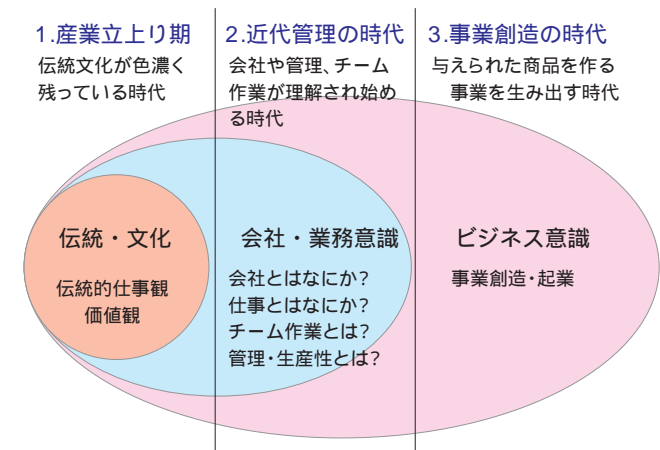 1.産業立上り期
伝統文化が色濃く
残っている時代
2.近代管理の時代
会社や管理、チーム
作業が理解され始め
る時代
3.事業創造の時代
与えられた商品を作る
事業を生み出す時代
伝統・文化
伝統的仕事観
価値観
会社・業務意識
会社とはなにか?
仕事とはなにか?
チーム作業とは?
管理・生産性とは?
ビジネス意識
事業創造・起業